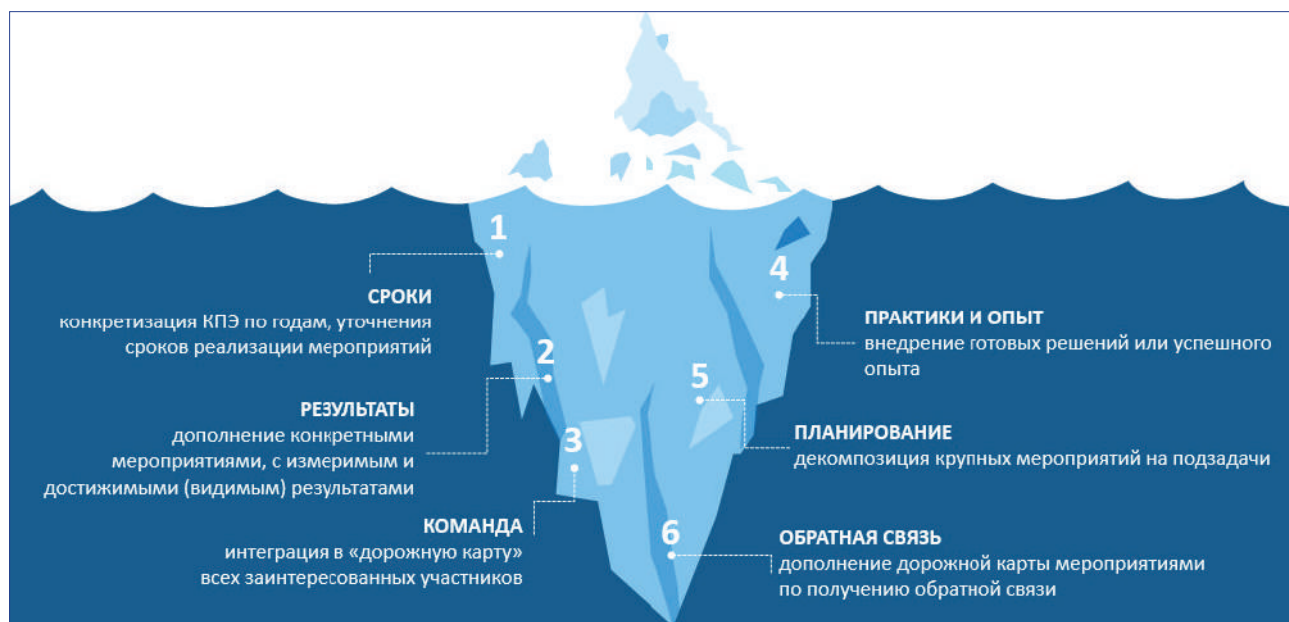 1
СРОКИ
конкретизация КПЭ по годам, уточнения
сроков реализации мероприятий
2
РЕЗУЛЬТАТЫ
дополнение конкретными
мероприятиями, с измеримым и
достижимыми (видимым) результатами
3
КОМАНДА
интеграция в «дорожную карту»
всех заинтересованных участников
4
ПРАКТИКИ И ОПЫТ
внедрение готовых решений или успешного
опыта
5
ПЛАНИРОВАНИЕ
декомпозиция крупных мероприятий на подзадачи
6
ОБРАТНАЯ СВЯЗЬ
дополнение дорожной карты мероприятиями
по получению обратной связи